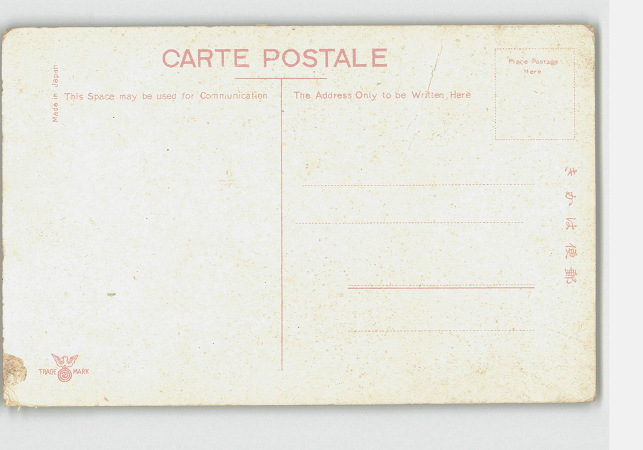 CARTE POSTALE
Made in Japan
This Space may be used for Communication
The Address Only to be Written Here
Place Postage
Here
きかは便郵
TRADE MARK